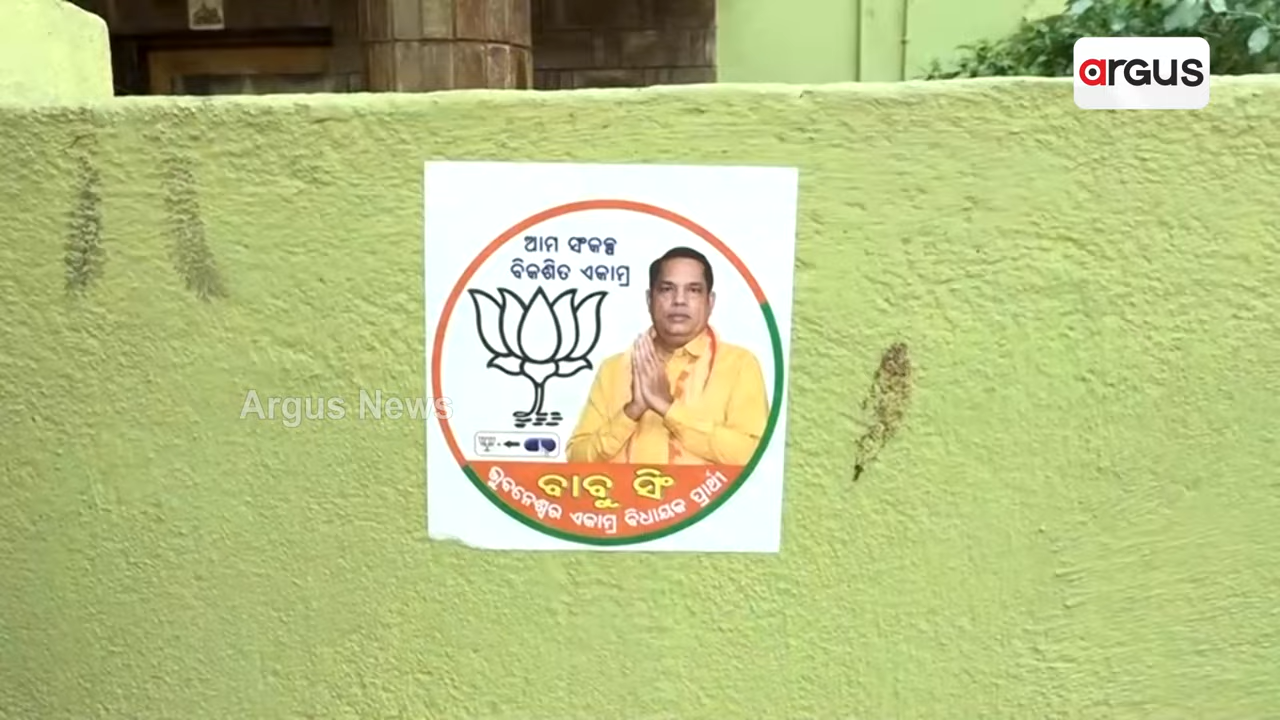 argus
ଆମ ସଂକଳ୍ପ
ବିକଶିତ ଏକାମ୍ର
Argus News
ବାବୁ ସିଂ
ଭୁବନେଶ୍ୱର ଏକାମ୍ର ବିଧାୟକ ପ୍ରାର୍ଥୀ